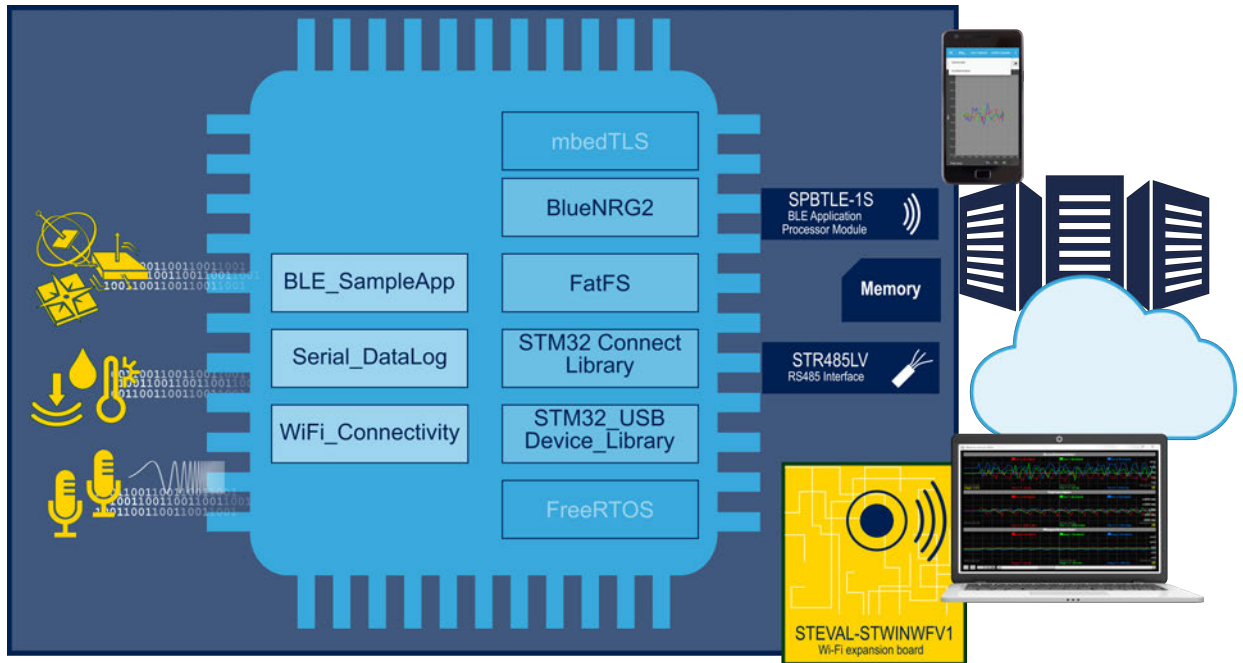 mbedTLS
BlueNRG2
FatFS
STM32 Connect
Library
STM32_USB
Device_Library
FreeRTOS
BLE_SampleApp
Serial_DataLog
WiFi_Connectivity
SPBTLE-1S
BLE Application
Processor Module
Memory
STR485LV
RS485 Interface
STEVAL-STWINWFV1
Wi-Fi expansion board